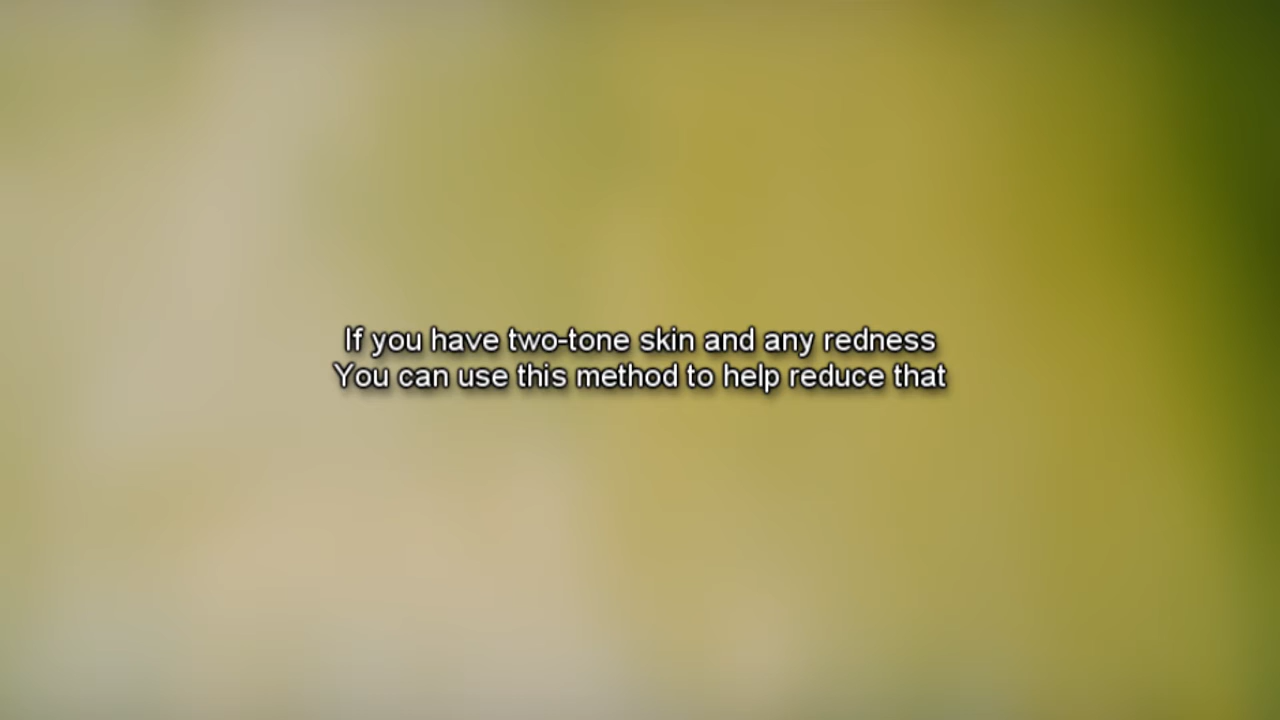 If you have two-tone skin and any redness
You can use this method to help reduce that